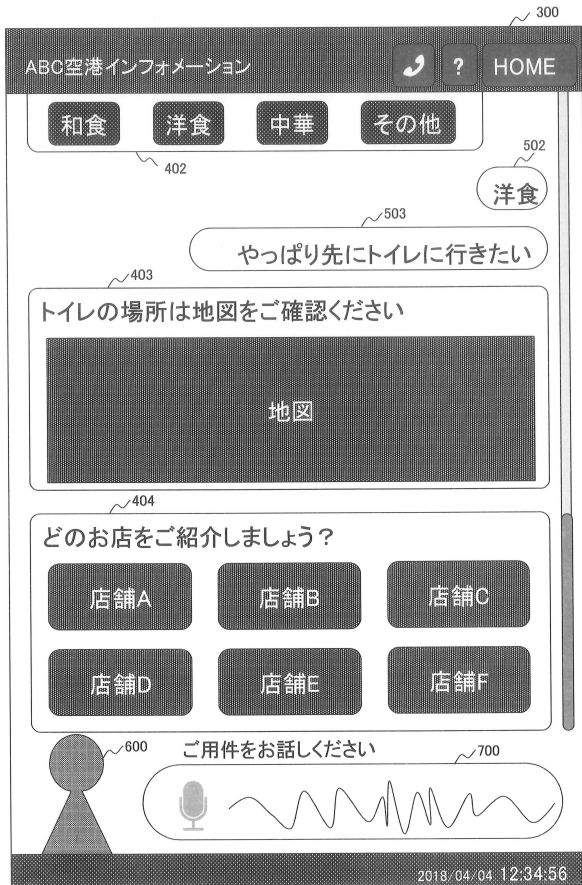 300
ABC空港インフォメーション ? HOME
和食 洋食 中華 その他
402
502
洋食
503
やっぱり先にトイレに行きたい
403
トイレの場所は地図をご確認ください
地図
404
どのお店をご紹介しましょう?
店舗A 店舗B 店舗C
店舗D 店舗E 店舗F
600 ご用件をお話しください 700
2018/04/04 12:34:56